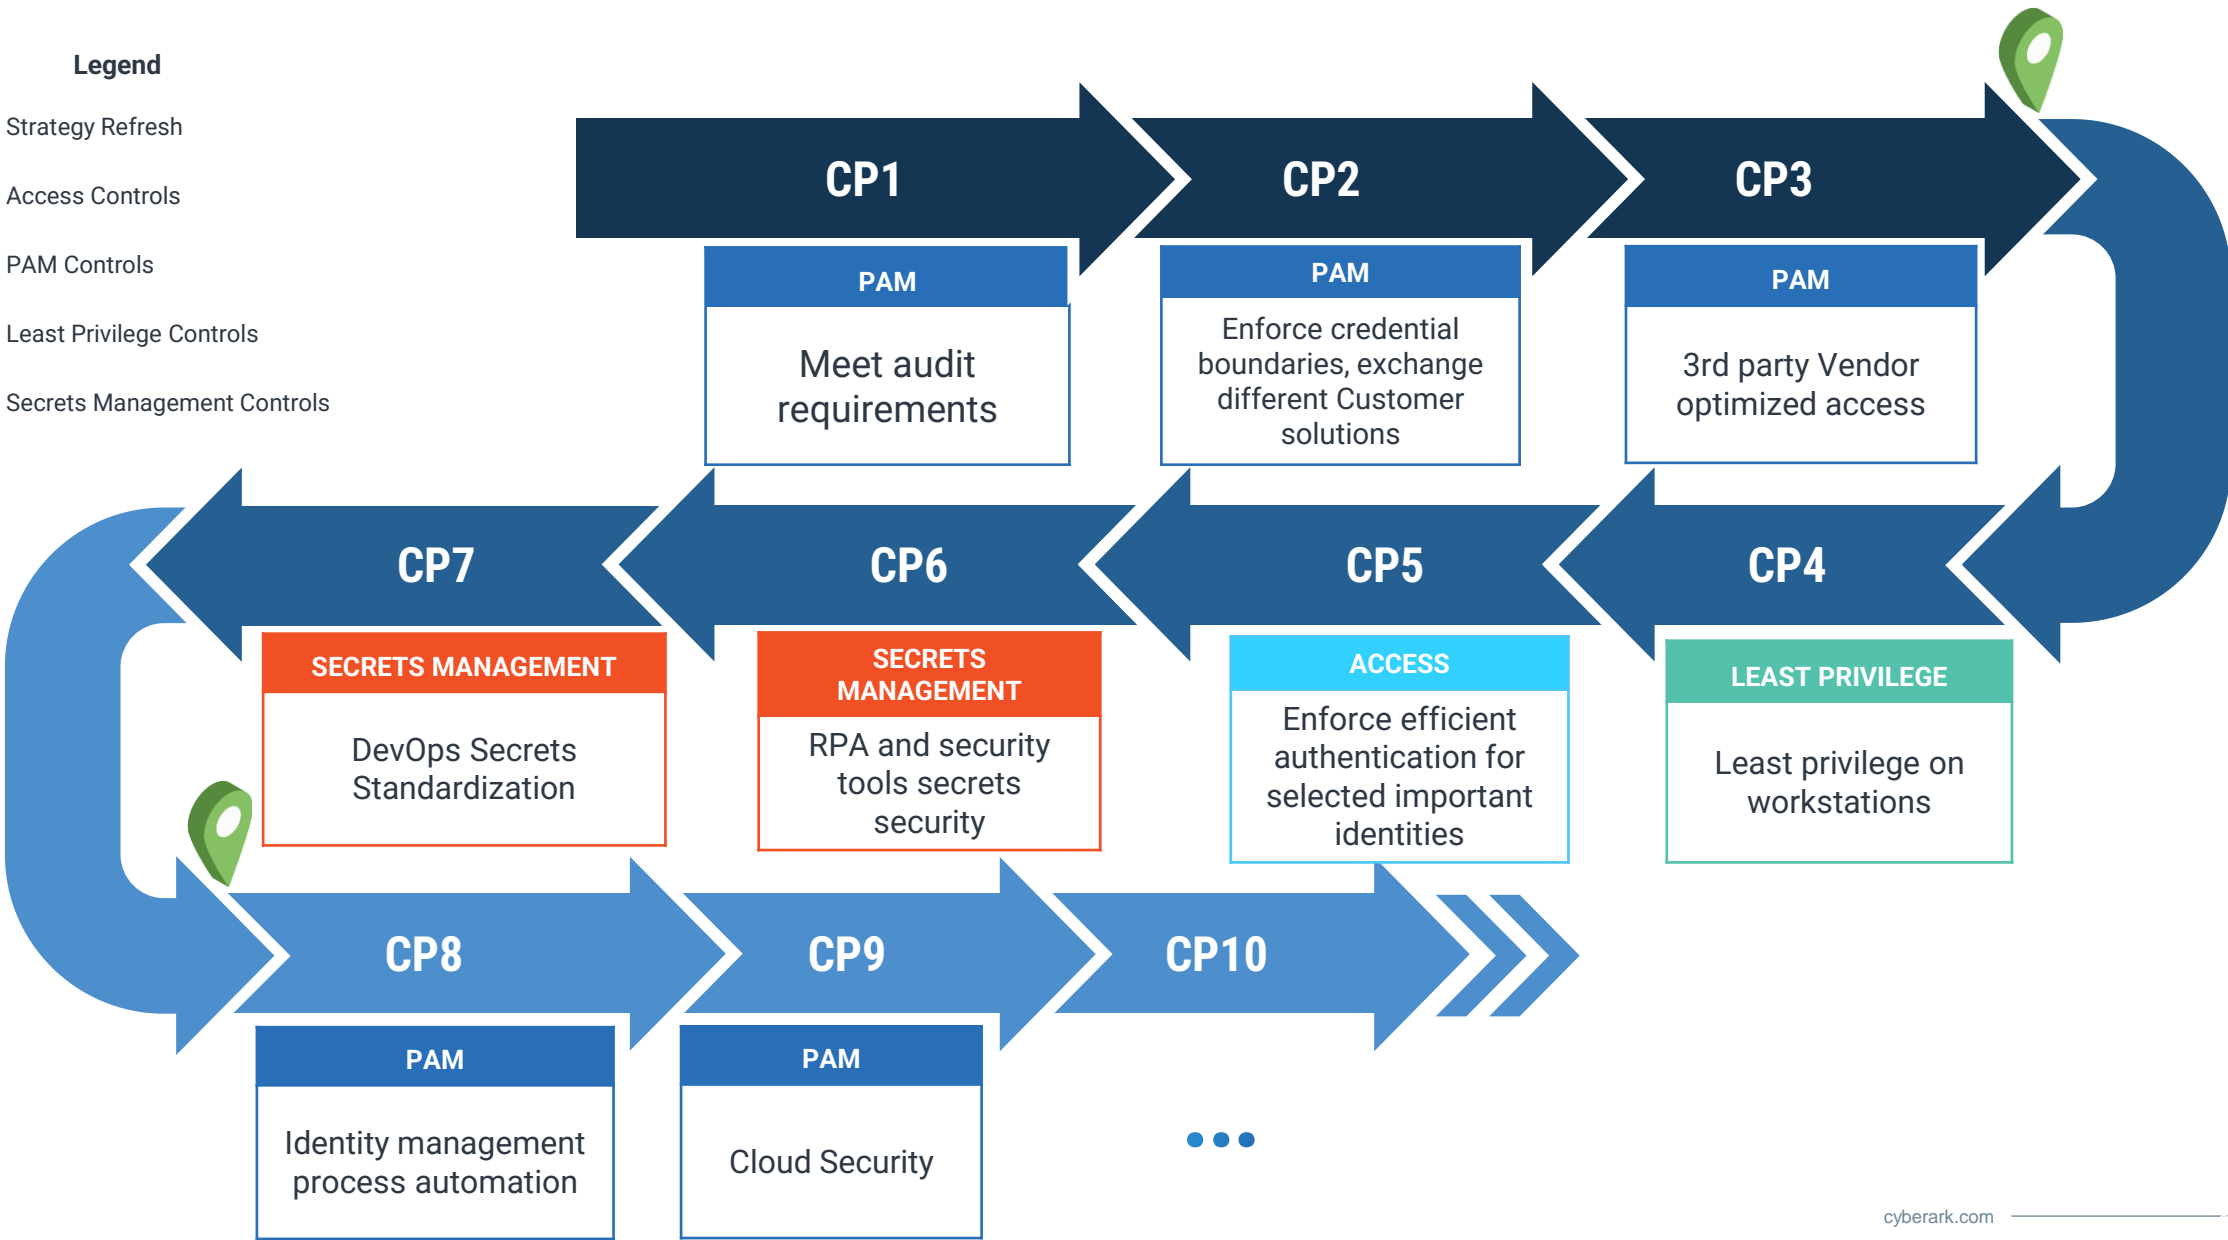 Legend
Strategy Refresh
Access Controls
PAM Controls
Least Privilege Controls
Secrets Management Controls
CP1
CP2
CP3
PAM
Meet audit
requirements
PAM
Enforce credential
boundaries, exchange
different Customer
solutions
PAM
3rd party Vendor
optimized access
CP4
LEAST PRIVILEGE
Least privilege on
workstations
CP5
ACCESS
Enforce efficient
authentication for
selected important
identities
CP6
SECRETS
MANAGEMENT
RPA and security
tools secrets
security
CP7
SECRETS MANAGEMENT
DevOps Secrets
Standardization
CP8
PAM
Identity management
process automation
CP9
PAM
Cloud Security
CP10
...
cyberark.com